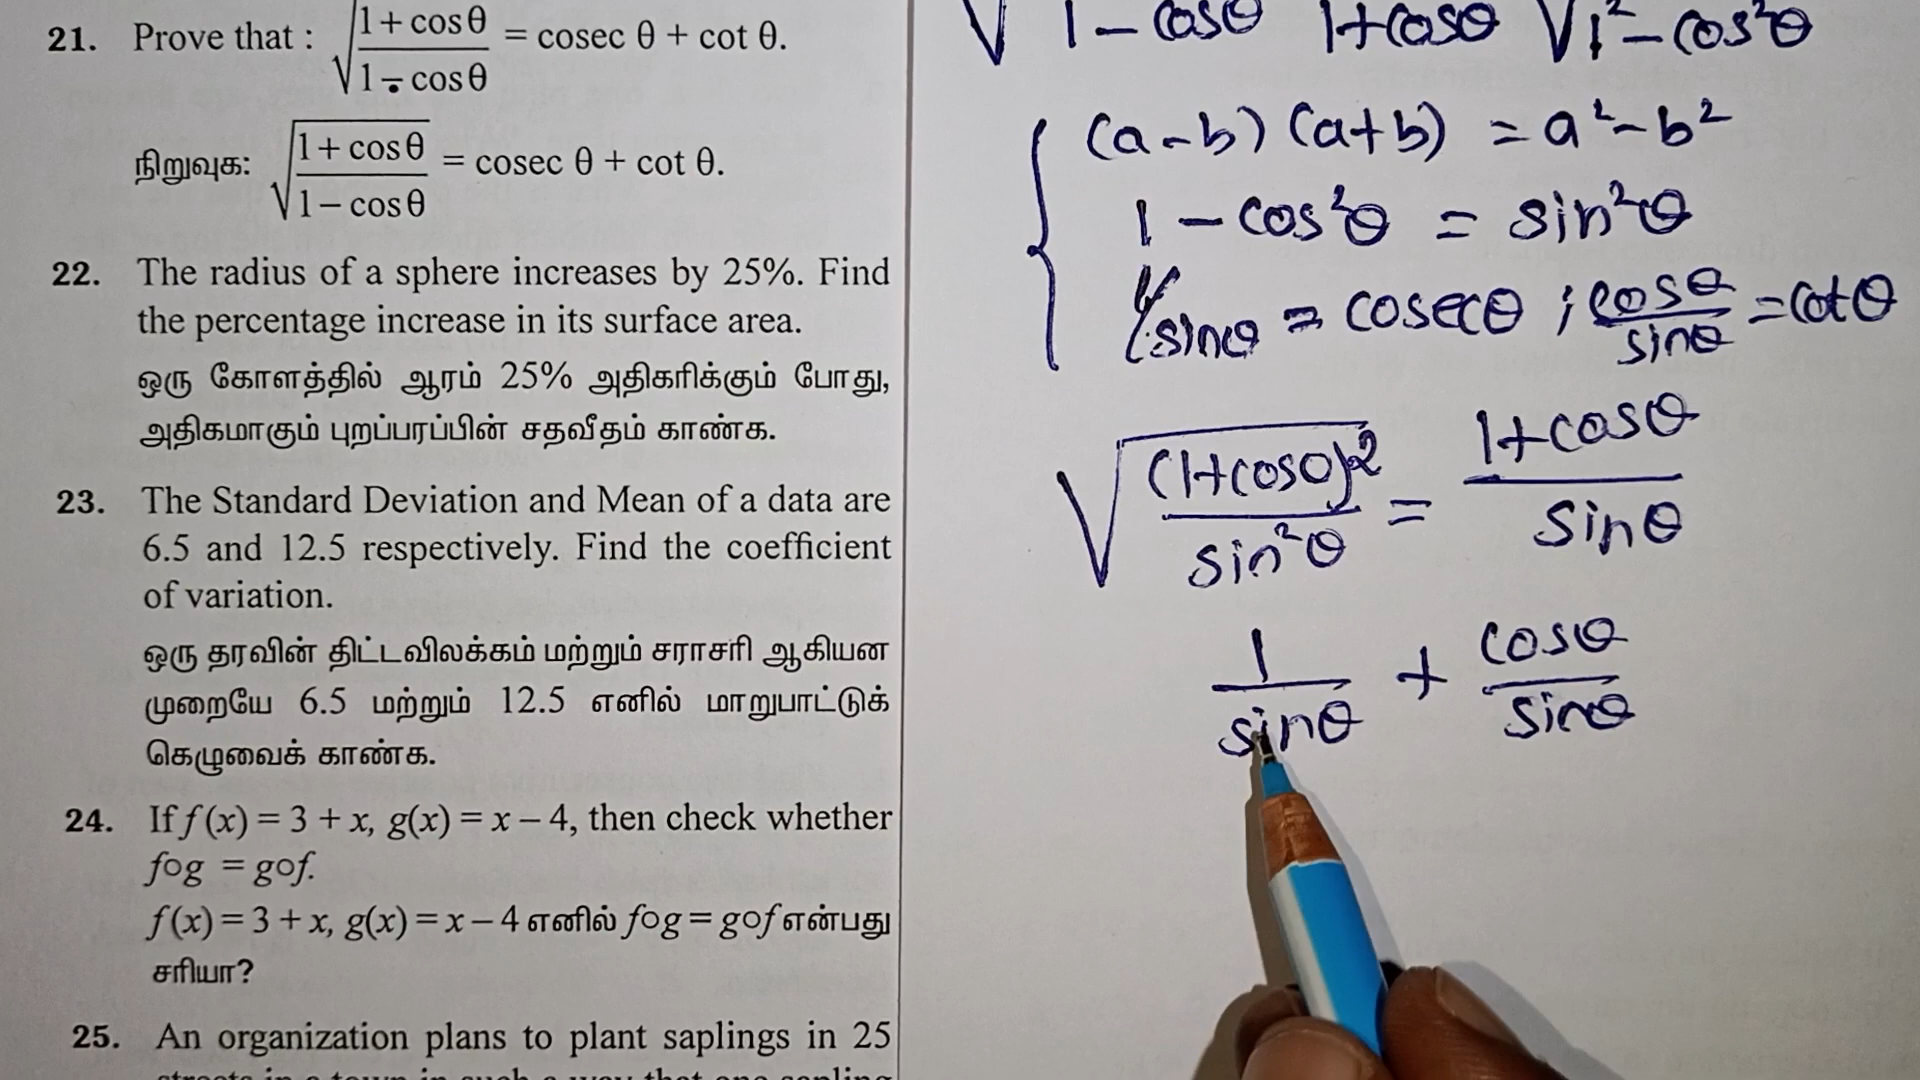 21. Prove that : √(1 + cos θ / 1 - cos θ) = cosec θ + cot θ.
நிறுவுக: √(1 + cos θ / 1 – cos θ) = cosec θ + cot θ.
22. The radius of a sphere increases by 25%. Find
the percentage increase in its surface area.
ஒரு கோளத்தில் ஆரம் 25% அதிகரிக்கும் போது,
அதிகமாகும் புறப்பரப்பின் சதவீதம் காண்க.
23. The Standard Deviation and Mean of a data are
6.5 and 12.5 respectively. Find the coefficient
of variation.
ஒரு தரவின் திட்டவிலக்கம் மற்றும் சராசரி ஆகியன
முறையே 6.5 மற்றும் 12.5 எனில் மாறுபாட்டுக்
கெழுவைக் காண்க.
24. If f(x) = 3 + x, g(x) = x – 4, then check whether
fog = gof.
f(x) = 3 + x, g(x) = x – 4 எனில் fog = gof என்பது
சரியா?
25. An organization plans to plant saplings in 25
√ 1 – cosθ 1+cosθ √1² – cos²θ
(a-b) (a+b) = a² – b²
1 – cos²θ = sin²θ
1/sinθ = cosecθ ; cosθ/sinθ = cotθ
√((1+cosθ)²/sin²θ) = 1+cosθ/sinθ
1/sinθ + cosθ/sinθ